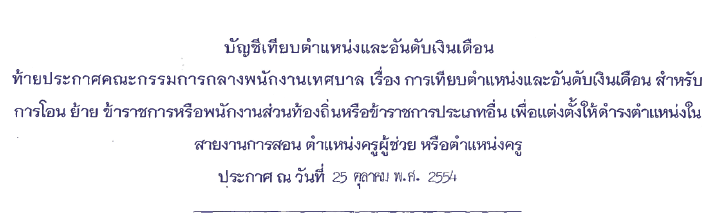 บัญชีเทียบตำแหน่งและอันดับเงินเดือน
ท้ายประกาศคณะกรรมการกลางพนักงานเทศบาล เรื่อง การเทียบตำแหน่งและอันดับเงินเดือน สำหรับ
การโอน ย้าย ข้าราชการหรือพนักงานส่วนท้องถิ่นหรือข้าราชการประเภทอื่น เพื่อแต่งตั้งให้ดำรงตำแหน่งใน
สายงานการสอน ตำแหน่งครูผู้ช่วย หรือตำแหน่งครู
ประกาศ ณ วันที่ 25 ตุลาคม พ.ศ. 2554